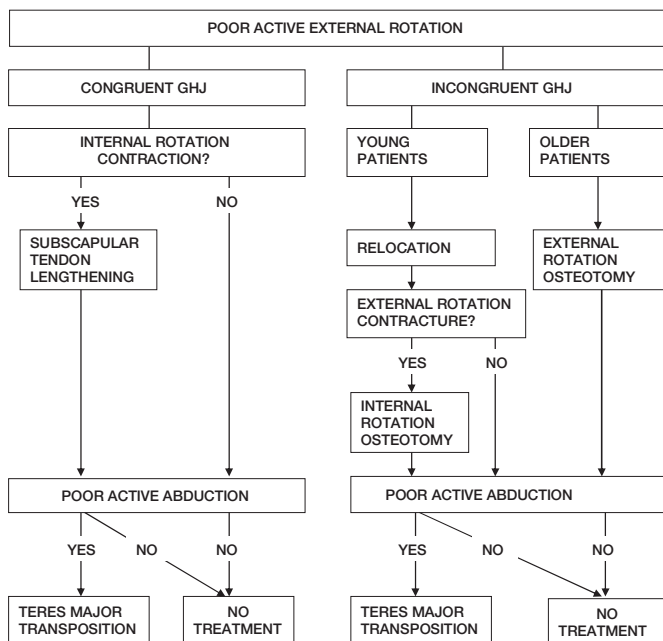 POOR ACTIVE EXTERNAL ROTATION
CONGRUENT GHJ
INCONGRUENT GHJ
INTERNAL ROTATION
CONTRACTION?
YOUNG
PATIENTS
OLDER
PATIENTS
YES
NO
SUBSCAPULAR
TENDON
LENGTHENING
RELOCATION
EXTERNAL
ROTATION
OSTEOTOMY
EXTERNAL ROTATION
CONTRACTURE?
YES
NO
INTERNAL
ROTATION
OSTEOTOMY
POOR ACTIVE ABDUCTION
POOR ACTIVE ABDUCTION
YES
NO
NO
YES
NO
NO
TERES MAJOR
TRANSPOSITION
NO
TREATMENT
TERES MAJOR
TRANSPOSITION
NO
TREATMENT